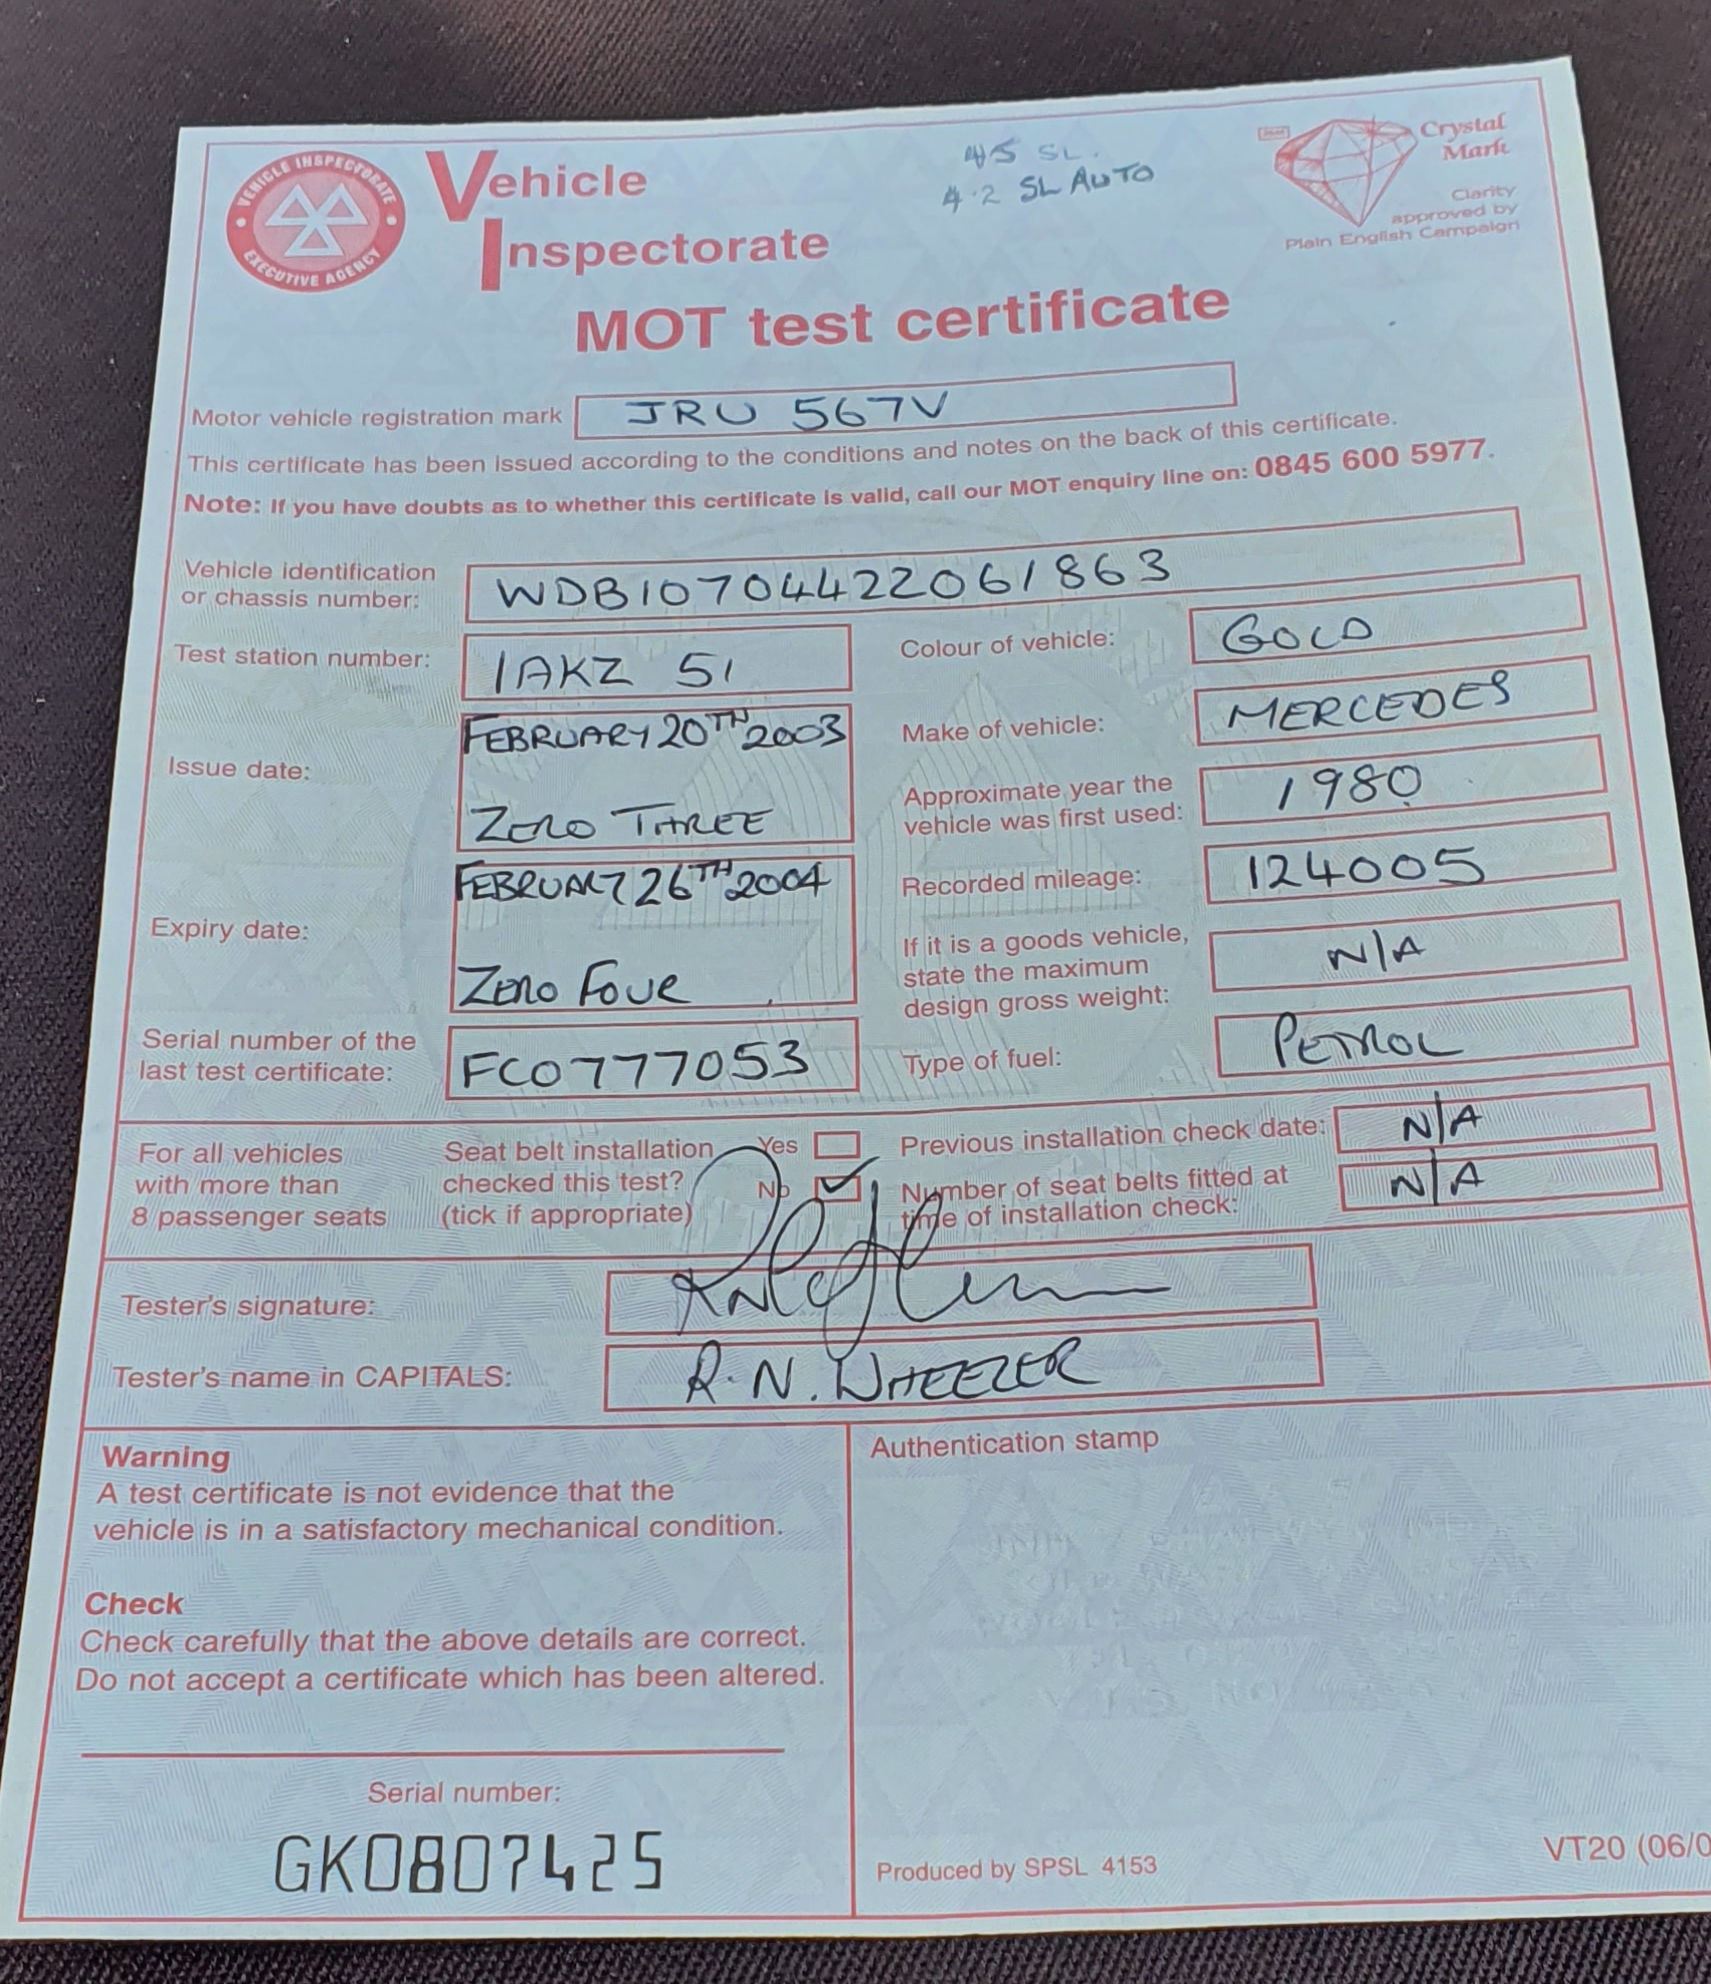 VEHICLE INSPECTORATE
EXECUTIVE AGENCY
Vehicle
Inspectorate
45 SL.
4.2 SL AUTO
Crystal
Mark
Clarity
approved by
Plain English Campaign
MOT test certificate
Motor vehicle registration mark JRU 567V
This certificate has been issued according to the conditions and notes on the back of this certificate.
Note: If you have doubts as to whether this certificate is valid, call our MOT enquiry line on: 0845 600 5977.
Vehicle identification
or chassis number: WDB10704422061863
Test station number: 1AKZ 51
Colour of vehicle: GOLD
Issue date: FEBRUARY 20TH 2003
ZERO THREE
Make of vehicle: MERCEDES
Approximate year the
vehicle was first used: 1980
Expiry date: FEBRUARY 26TH 2004
ZERO FOUR
Recorded mileage: 124005
If it is a goods vehicle,
state the maximum
design gross weight: N/A
Serial number of the
last test certificate: FC0777053
Type of fuel: PETROL
For all vehicles
with more than
8 passenger seats
Seat belt installation
checked this test?
(tick if appropriate)
Yes
No
Previous installation check date: N/A
Number of seat belts fitted at
time of installation check: N/A
Tester's signature:
Tester's name in CAPITALS: R.N. WHEELER
Warning
A test certificate is not evidence that the
vehicle is in a satisfactory mechanical condition.
Check
Check carefully that the above details are correct.
Do not accept a certificate which has been altered.
Serial number:
GK0807425
Authentication stamp
Produced by SPSL 4153
VT20 (06/0